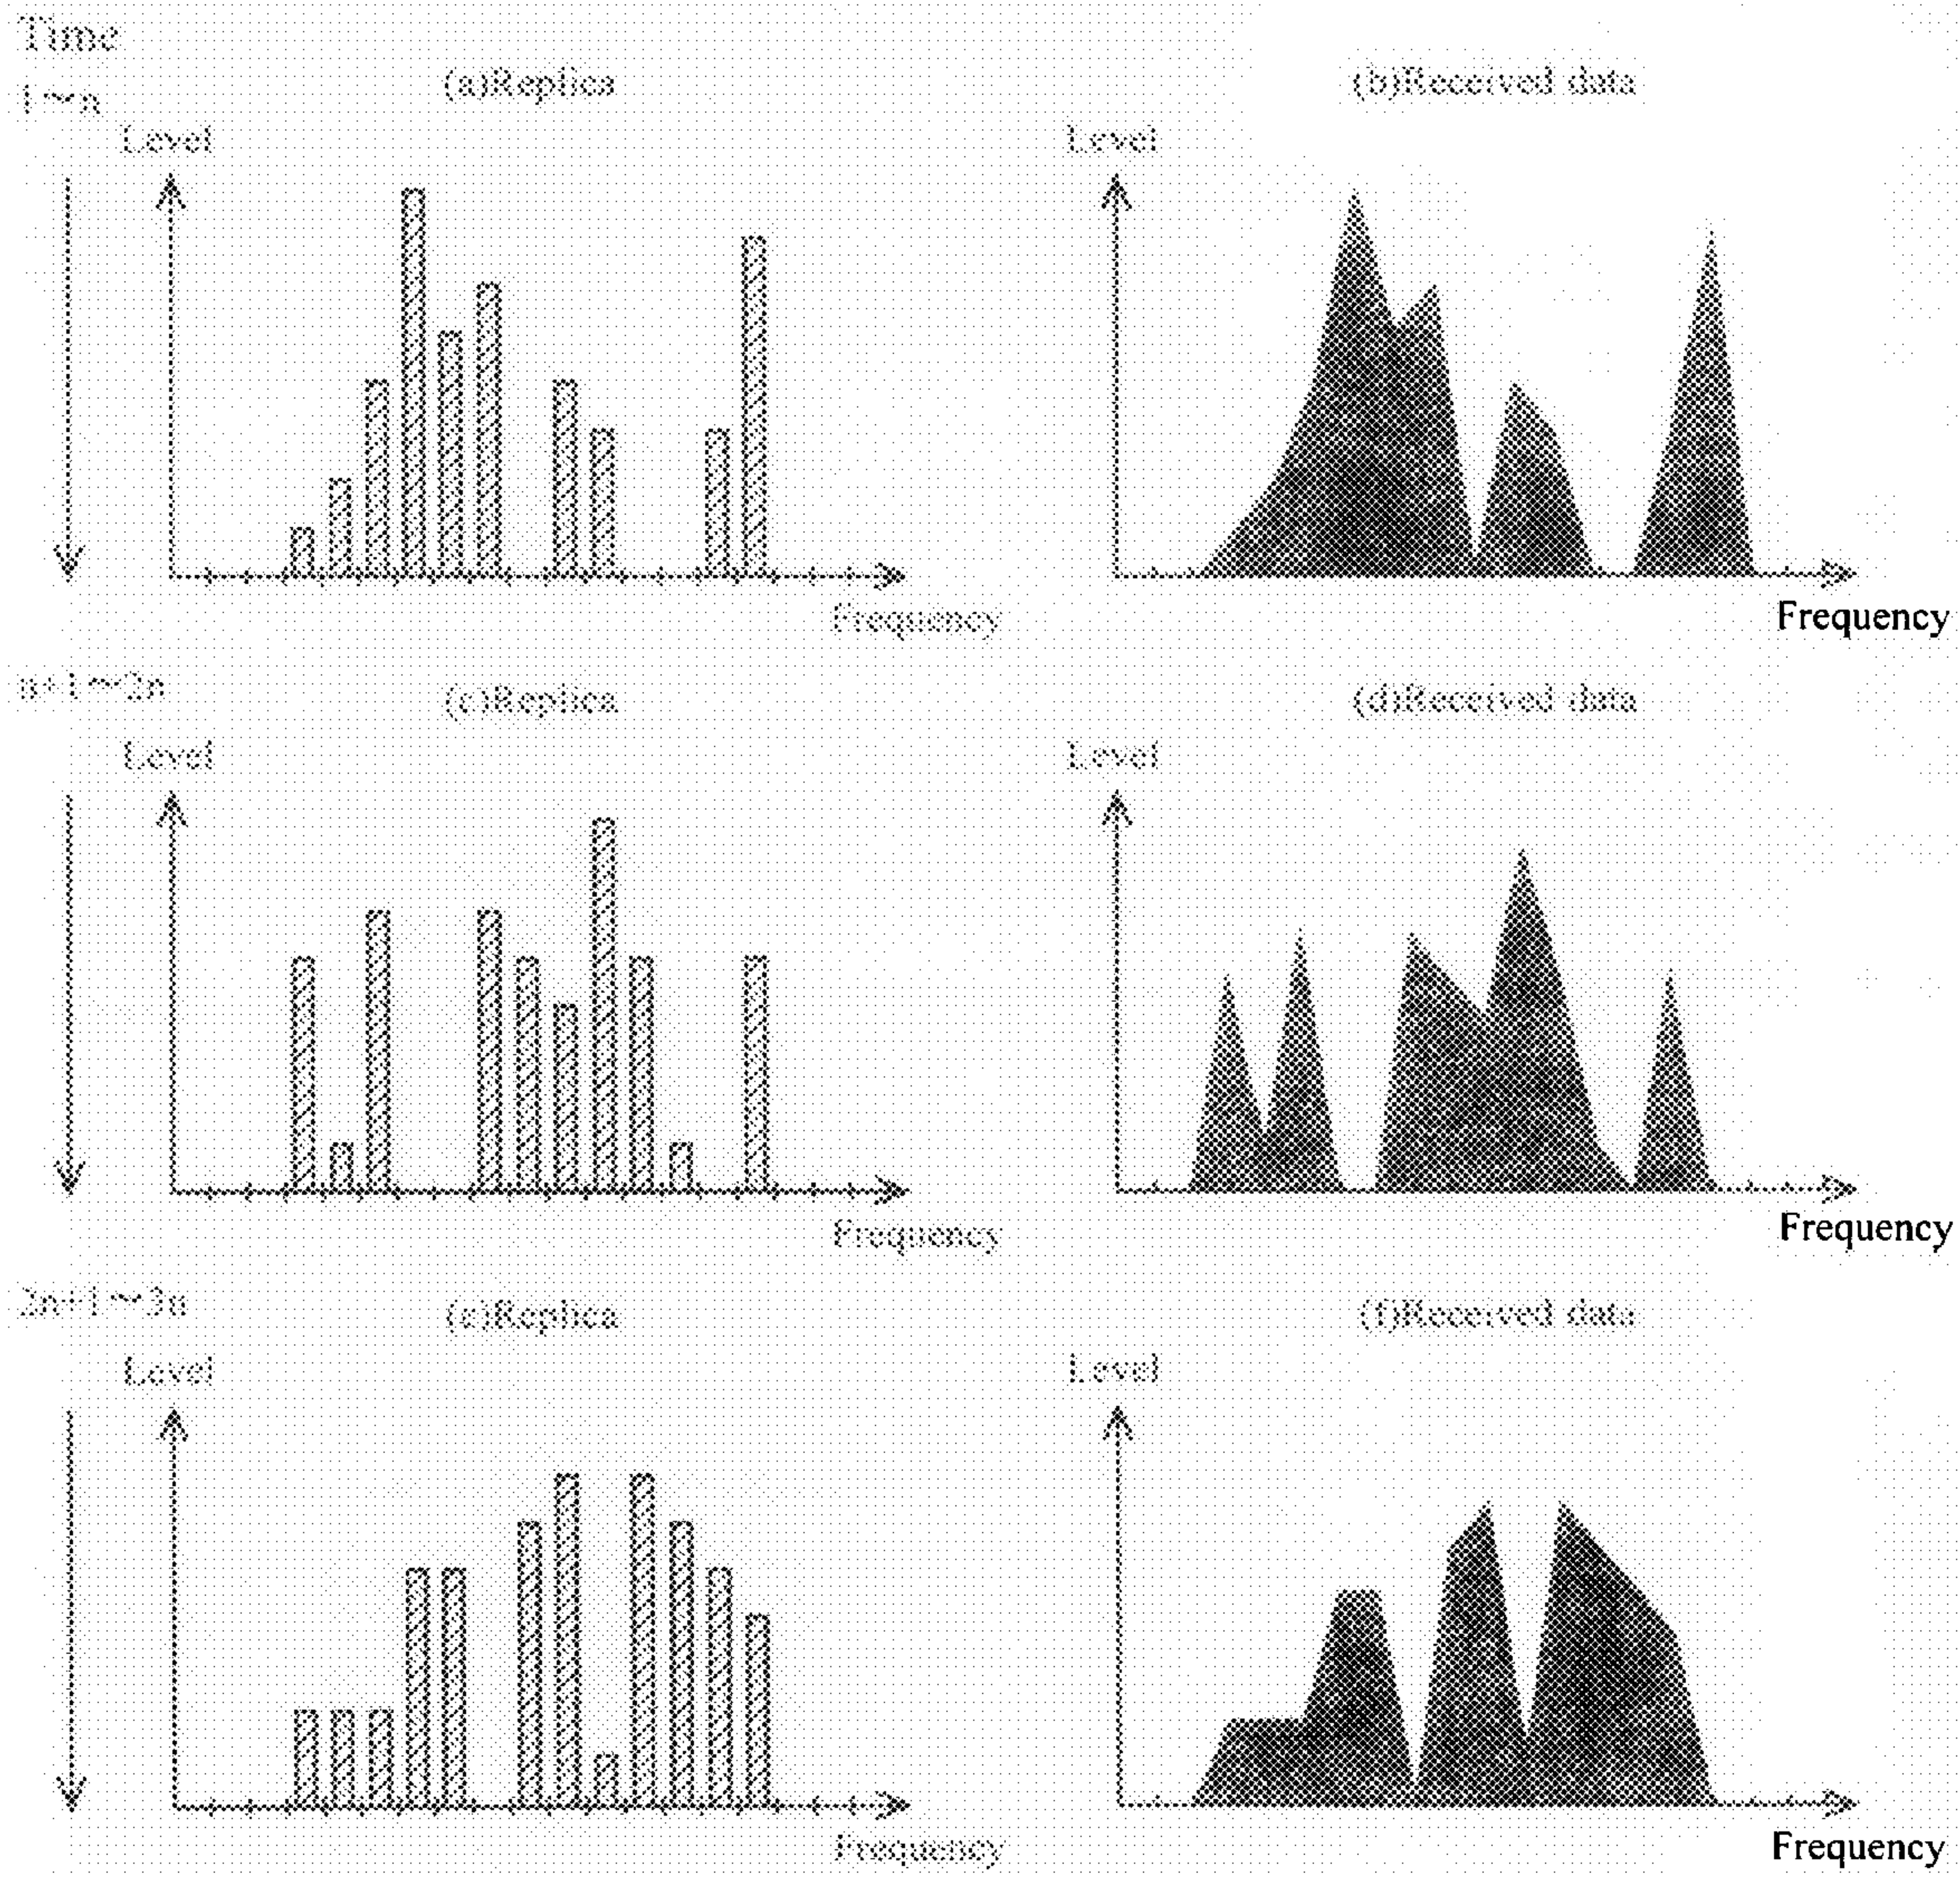 Time
1~n
(a)Replica
(b)Received data
Level
Level
Frequency
Frequency
n+1~2n
(c)Replica
(d)Received data
Level
Level
Frequency
Frequency
2n+1~3n
(e)Replica
(f)Received data
Level
Level
Frequency
Frequency